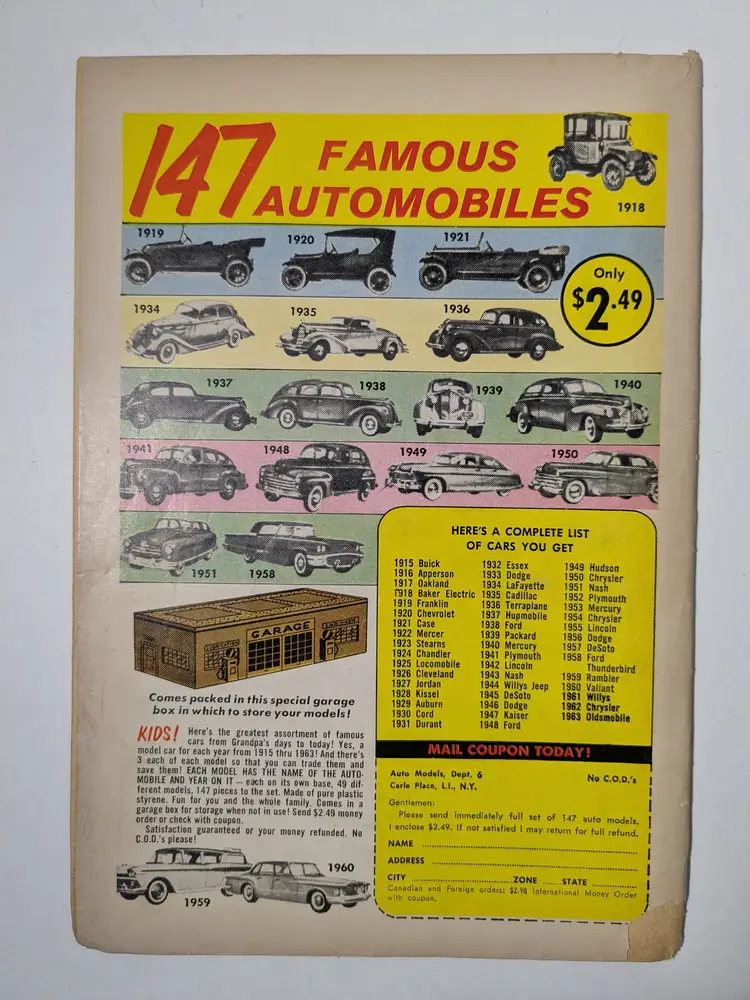 147 FAMOUS
AUTOMOBILES
1918
1919
1920
1921
Only
$2.49
1934
1935
1936
1937
1938
1939
1940
1941
1948
1949
1950
1951
1958
HERE'S A COMPLETE LIST
OF CARS YOU GET
1915 Buick
1916 Apperson
1917 Oakland
1918 Baker Electric
1919 Franklin
1920 Chevrolet
1921 Case
1922 Mercer
1923 Stearns
1924 Chandler
1925 Locomobile
1926 Cleveland
1927 Jordan
1928 Kissel
1929 Auburn
1930 Cord
1931 Durant
1932 Essex
1933 Dodge
1934 LaFayette
1935 Cadillac
1936 Terraplane
1937 Hupmobile
1938 Ford
1939 Packard
1940 Mercury
1941 Plymouth
1942 Lincoln
1943 Nash
1944 Willys Jeep
1945 DeSoto
1946 Dodge
1947 Kaiser
1948 Ford
1949 Hudson
1950 Chrysler
1951 Nash
1952 Plymouth
1953 Mercury
1954 Chrysler
1955 Lincoln
1956 Dodge
1957 DeSoto
1958 Ford
Thunderbird
1959 Rambler
1960 Valiant
1961 Willys
1962 Chrysler
1963 Oldsmobile
GARAGE
Comes packed in this special garage
box in which to store your models!
KIDS! Here's the greatest assortment of famous
cars from Grandpa's days to today! Yes, a
model car for each year from 1915 thru 1963! And there's
3 each of each model so that you can trade them and
save them! EACH MODEL HAS THE NAME OF THE AUTO-
MOBILE AND YEAR ON IT — each on its own base. 49 dif-
ferent models. 147 pieces to the set. Made of pure plastic
styrene. Fun for you and the whole family. Comes in a
garage box for storage when not in use! Send $2.49 money
order or check with coupon.
Satisfaction guaranteed or your money refunded. No
C.O.D.'s please!
1959
1960
MAIL COUPON TODAY!
Auto Models, Dept. 6
No C.O.D.'s
Carle Place, L.I., N.Y.
Gentlemen:
Please send immediately full set of 147 auto models.
I enclose $2.49. If not satisfied I may return for full refund.
NAME
ADDRESS
CITY ZONE STATE
Canadian and Foreign orders: $2.98 International Money Order
with coupon.